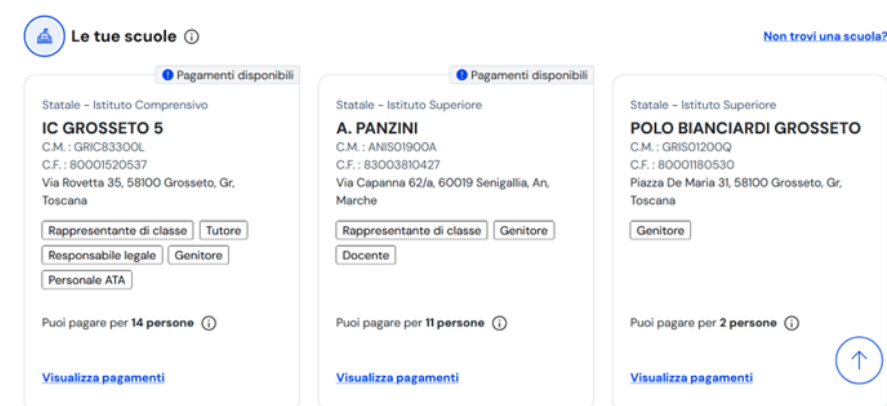 Le tue scuole
Non trovi una scuola?
Pagamenti disponibili
Statale - Istituto Comprensivo
IC GROSSETO 5
C.M. : GRIC83300L
C.F. : 80001520537
Via Rovetta 35, 58100 Grosseto, Gr,
Toscana
Rappresentante di classe
Tutore
Responsabile legale
Genitore
Personale ATA
Puoi pagare per 14 persone
Visualizza pagamenti
Pagamenti disponibili
Statale - Istituto Superiore
A. PANZINI
C.M. : ANIS01900A
C.F. : 83003810427
Via Capanna 62/a, 60019 Senigallia, An,
Marche
Rappresentante di classe
Genitore
Docente
Puoi pagare per 11 persone
Visualizza pagamenti
Statale - Istituto Superiore
POLO BIANCIARDI GROSSETO
C.M. : GRIS01200Q
C.F. : 80001180530
Piazza De Maria 31, 58100 Grosseto, Gr,
Toscana
Genitore
Puoi pagare per 2 persone
Visualizza pagamenti